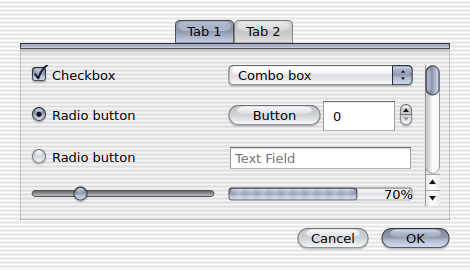 Tab 1 Tab 2
Checkbox Combo box
Radio button Button 0
Radio button Text Field
70%
Cancel OK